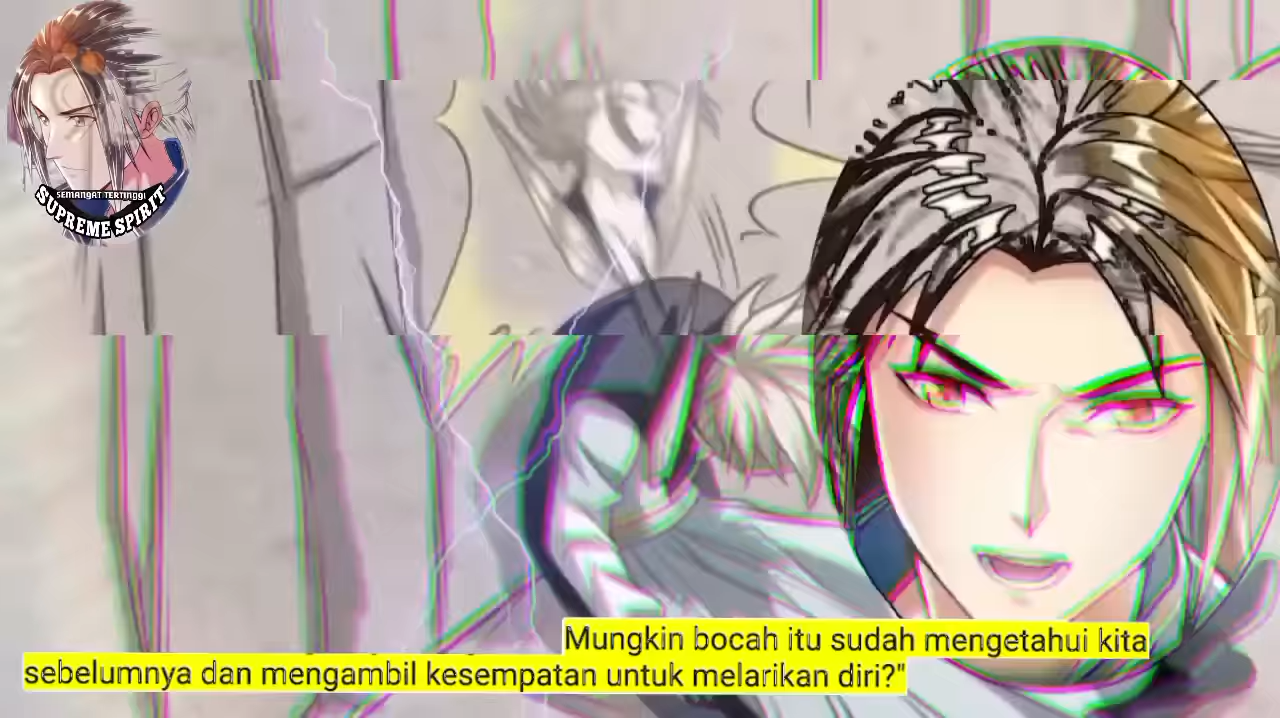 SEMANGAT TERTINGGI
SUPREME SPIRIT
Mungkin bocah itu sudah mengetahui kita
sebelumnya dan mengambil kesempatan untuk melarikan diri?"